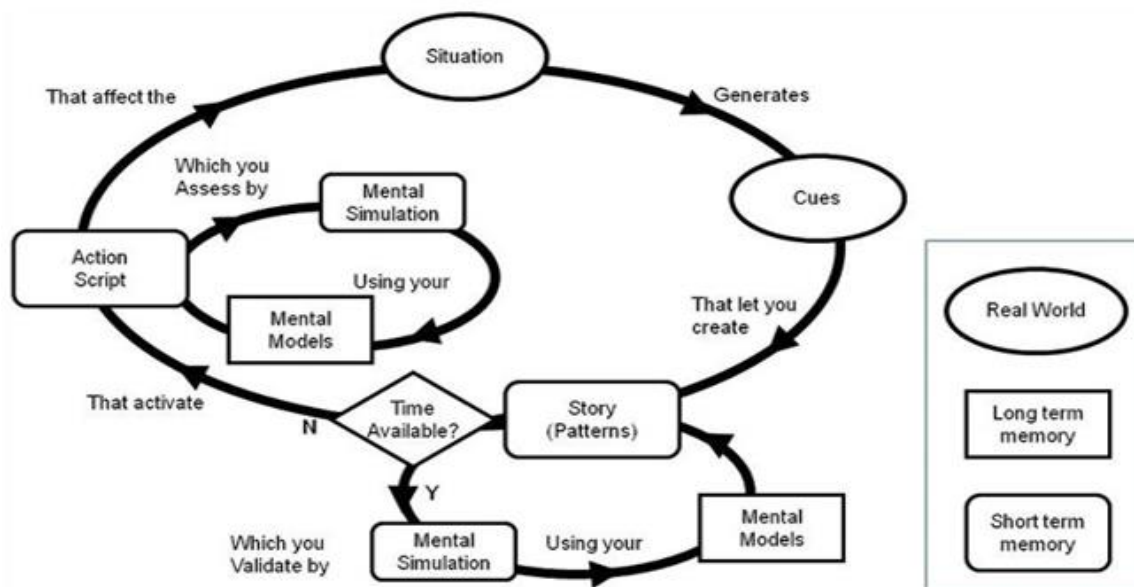 Situation
That affect the
Generates
Which you
Assess by
Mental
Simulation
Cues
Action
Script
Using your
Mental
Models
That let you
create
Real World
That activate
N
Time
Available?
Story
(Patterns)
Long term
memory
Y
Which you
Validate by
Mental
Simulation
Using your
Mental
Models
Short term
memory